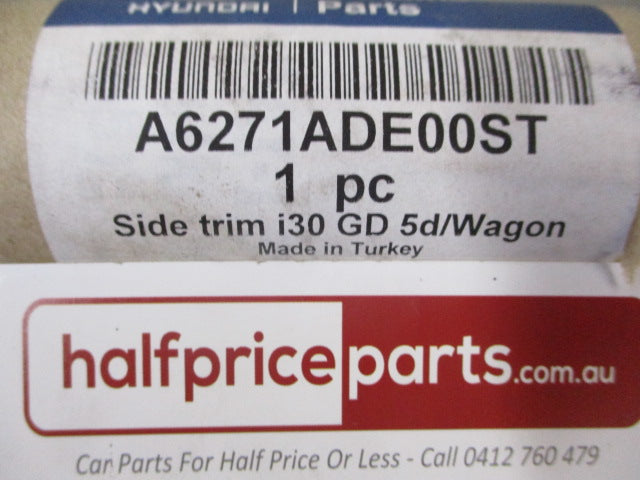 HYUNDAI | Parts
A6271ADE00ST
1 pc
Side trim i30 GD 5d/Wagon
Made in Turkey
halfpriceparts.com.au
Car Parts For Half Price Or Less - Call 0412 760 479